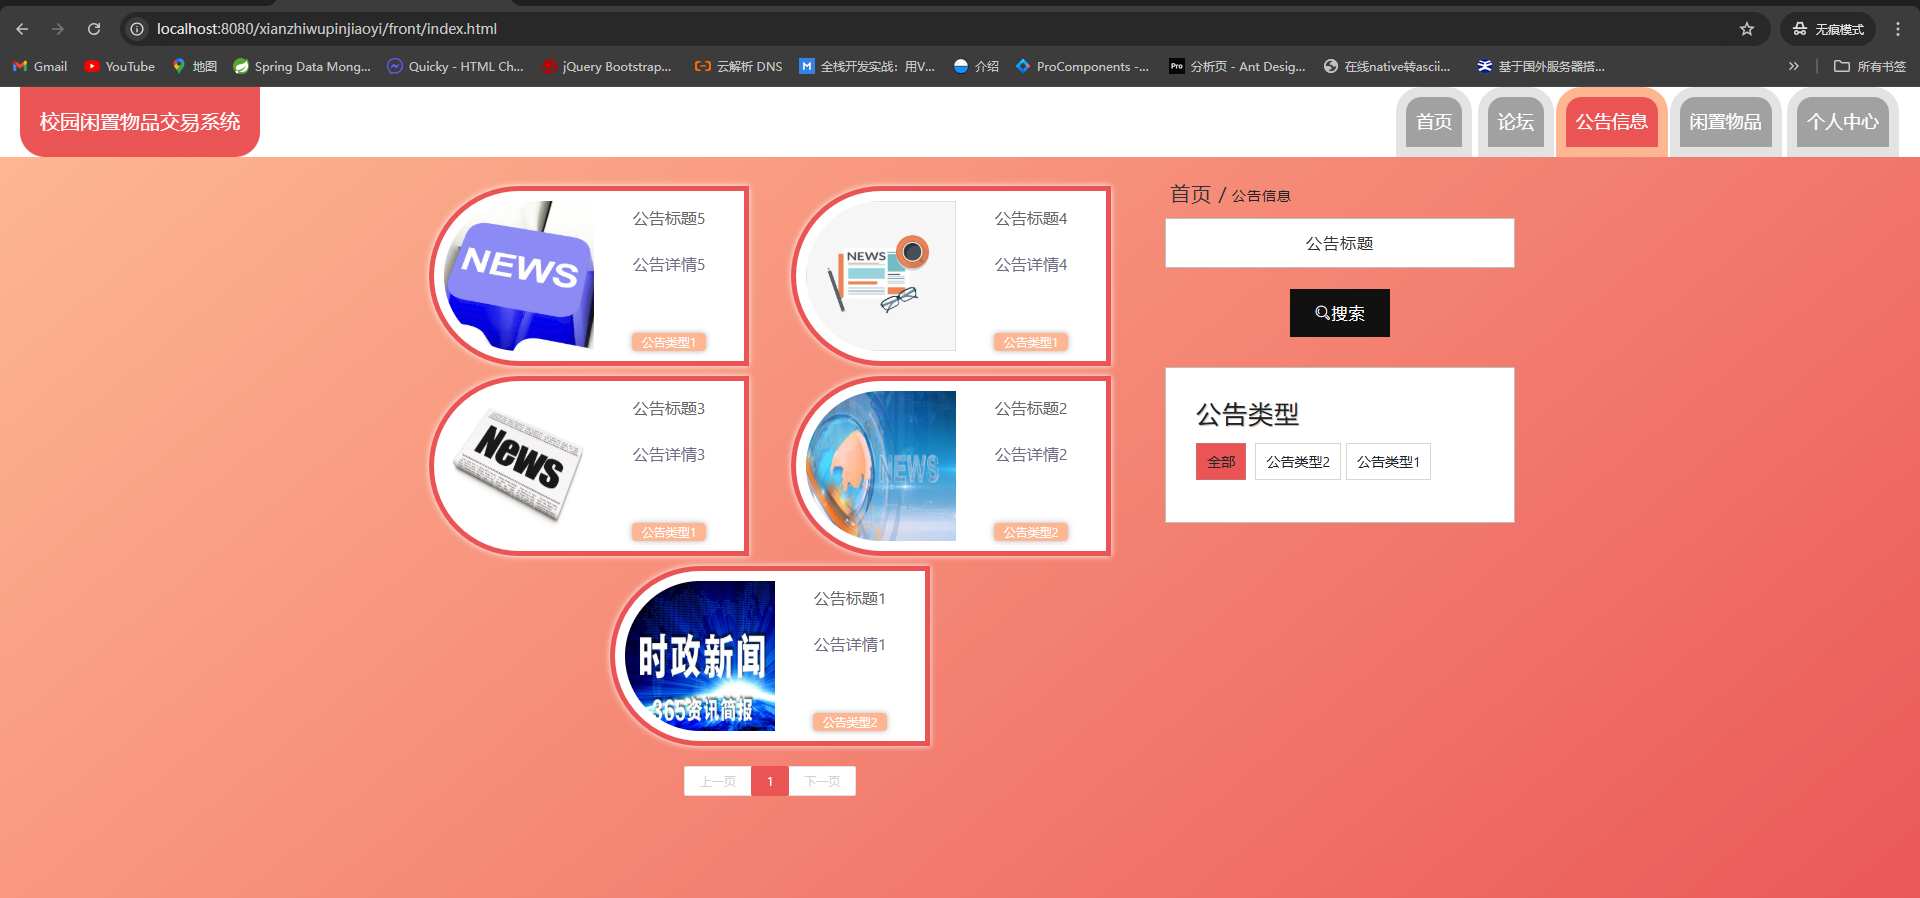 localhost:8080/xianzhiwupinjiaoyi/front/index.html
无痕模式
Gmail
YouTube
地图
Spring Data Mong...
Quicky - HTML Ch...
jQuery Bootstrap...
云解析 DNS
M
全栈开发实战：用V...
介绍
ProComponents -...
Pro
分析页 - Ant Desig...
在线native转ascii...
基于国外服务器搭...
所有书签
校园闲置物品交易系统
首页
论坛
公告信息
闲置物品
个人中心
首页 / 公告信息
公告标题
搜索
公告类型
全部
公告类型2
公告类型1
NEWS
公告标题5
公告详情5
公告类型1
NEWS
公告标题4
公告详情4
公告类型1
News
公告标题3
公告详情3
公告类型1
NEWS
公告标题2
公告详情2
公告类型2
时政新闻
365资讯简报
公告标题1
公告详情1
公告类型2
上一页
1
下一页